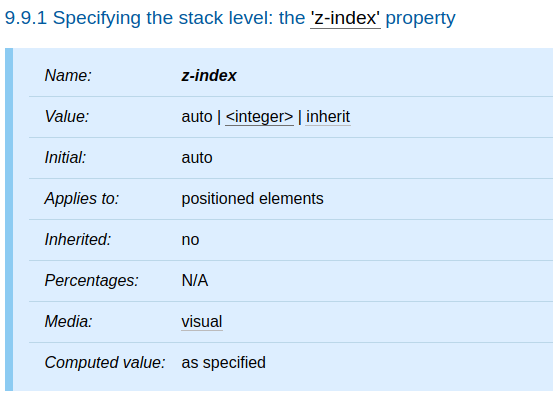 9.9.1 Specifying the stack level: the 'z-index' property
Name: z-index
Value: auto | <integer> | inherit
Initial: auto
Applies to: positioned elements
Inherited: no
Percentages: N/A
Media: visual
Computed value: as specified